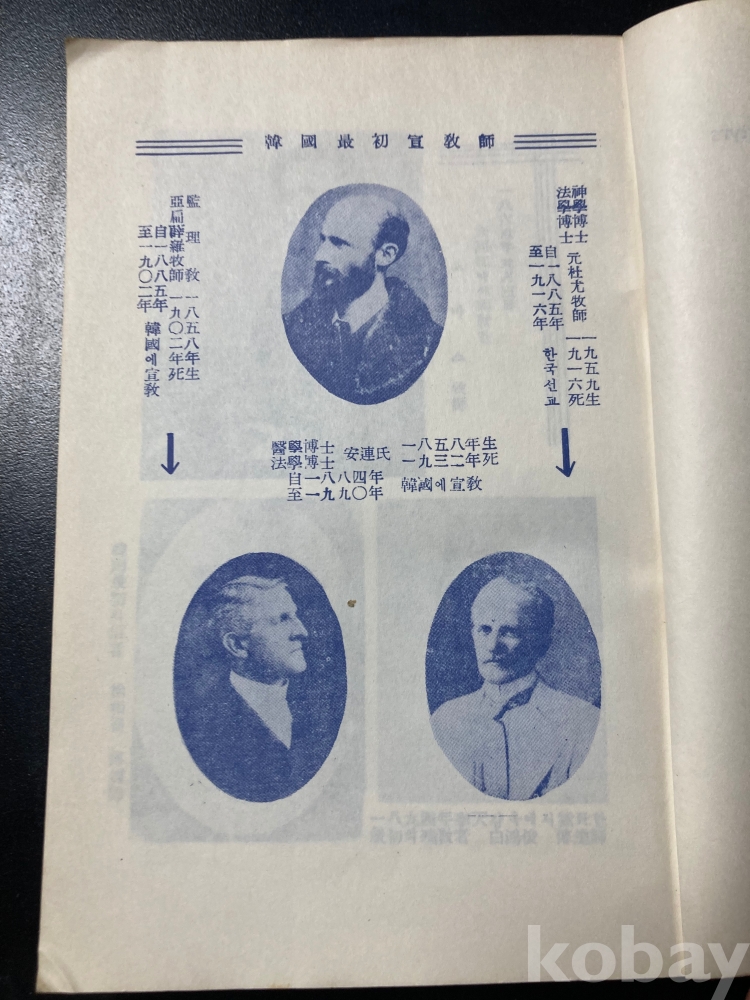 韓國最初宣教師
神學博士
法學博士
元杜尤牧師
一九五九生
一九一六死
自一八八五年
至一九一六年
한국선교
監理教
亞扁薛羅牧師
一八五八年生
一九〇二年死
自一八八五年
至一九〇二年
韓國에宣教
醫學博士 安連氏 一八五八年生
法學博士 一九三二年死
自一八八四年
至一九九〇年 韓國에宣教
kobay